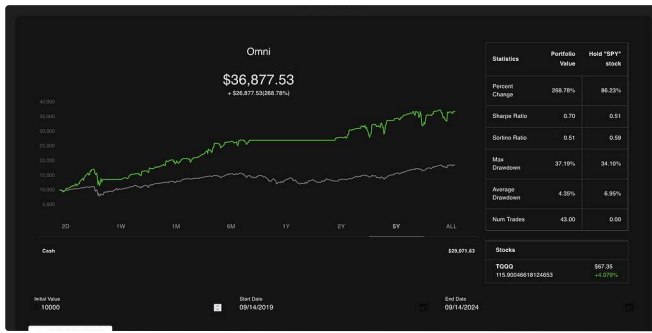 Omni
$36,877.53
+ $26,877.53(268.78%)
40,000
35,000
30,000
25,000
20,000
15,000
10,000
5,000
2D 1W 1M 6M 1Y 2Y 5Y ALL
Cash $29,071.63
Statistics Portfolio Value Hold "SPY" stock
Percent Change 268.78% 86.23%
Sharpe Ratio 0.70 0.51
Sortino Ratio 0.51 0.59
Max Drawdown 37.19% 34.10%
Average Drawdown 4.35% 6.95%
Num Trades 43.00 0.00
Stocks
TQQQ $67.35
115.90046618124653 +4.079%
Initial Value Start Date End Date
10000 09/14/2019 09/14/2024